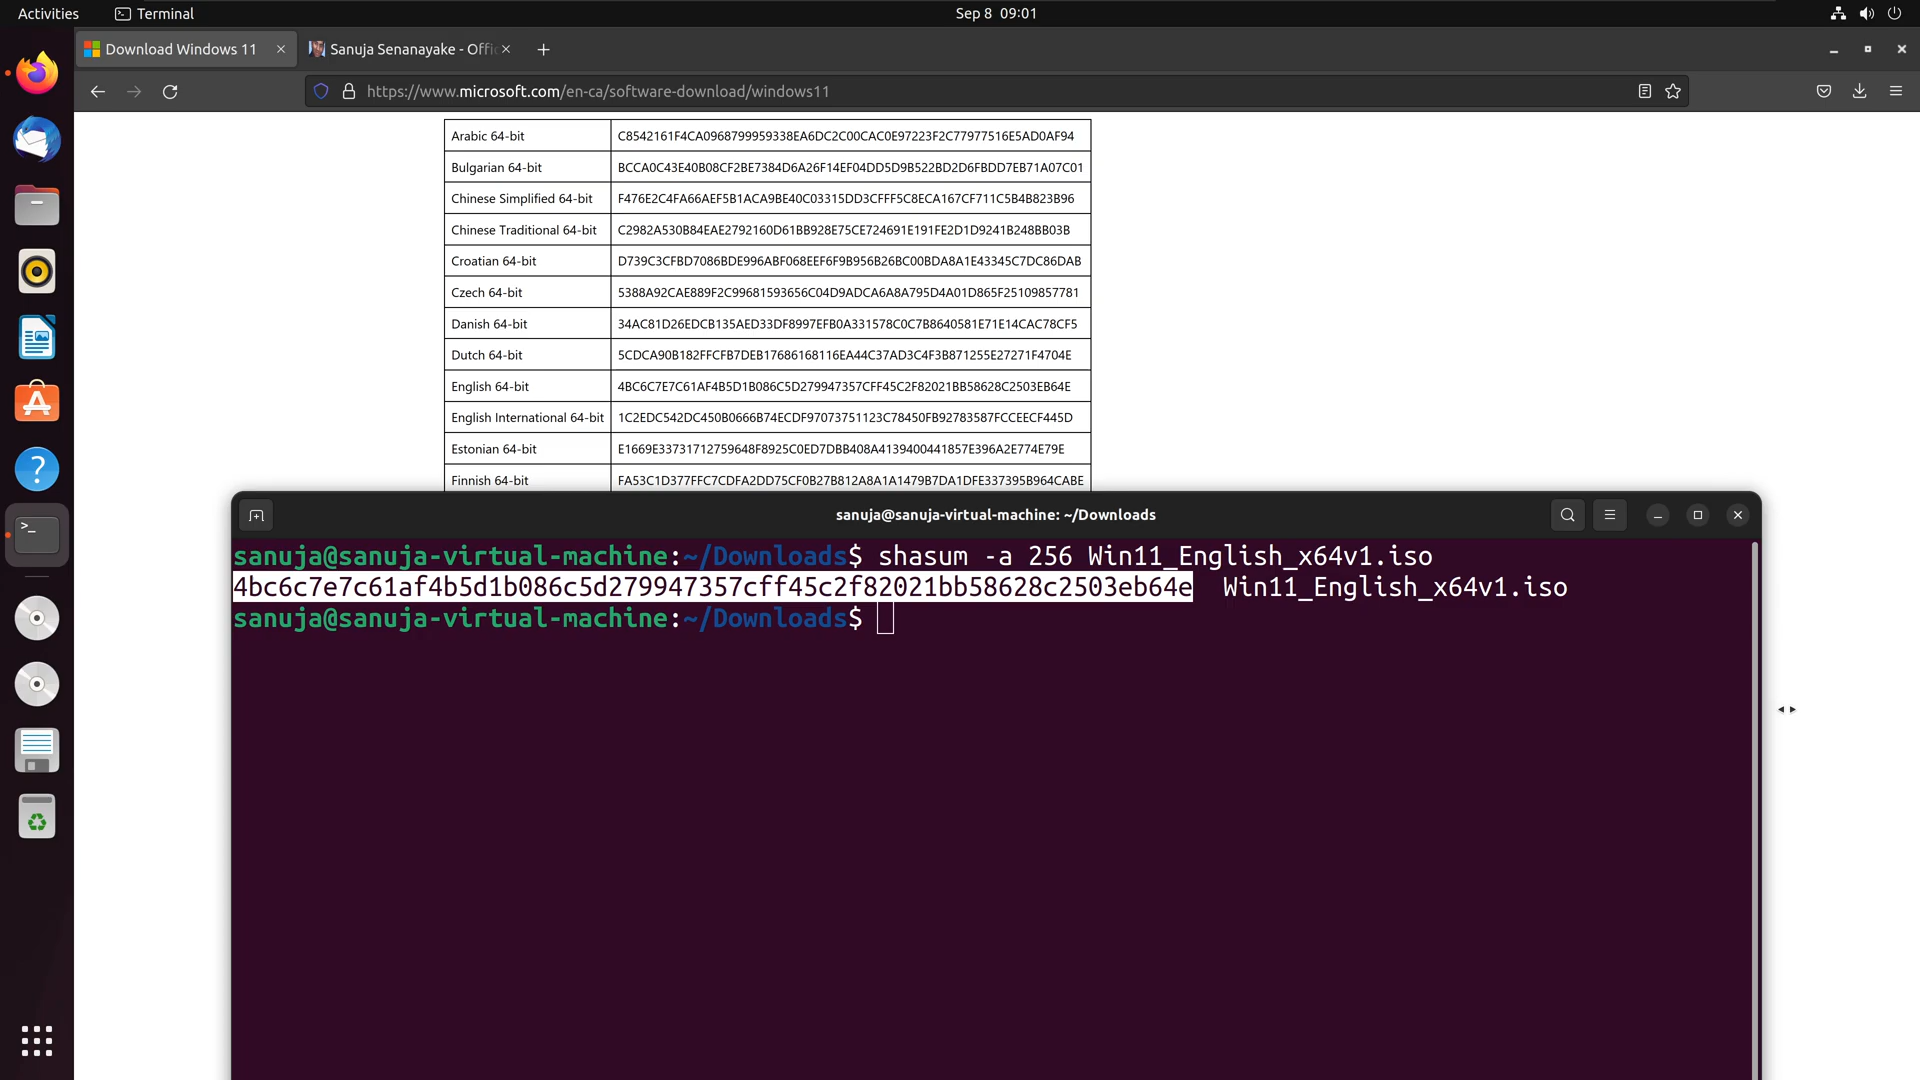 Activities Terminal Sep 8 09:01
Download Windows 11 Sanuja Senanayake - Offic
https://www.microsoft.com/en-ca/software-download/windows11
Arabic 64-bit C8542161F4CA0968799959338EA6DC2C00CAC0E97223F2C77977516E5AD0AF94
Bulgarian 64-bit BCCA0C43E40B08CF2BE7384D6A26F14EF04DD5D9B522BD2D6FBDD7EB71A07C01
Chinese Simplified 64-bit F476E2C4FA66AEF5B1ACA9BE40C03315DD3CFFF5C8ECA167CF711C5B4B823B96
Chinese Traditional 64-bit C2982A530B84EAE2792160D61BB928E75CE724691E191FE2D1D9241B248BB03B
Croatian 64-bit D739C3CFBD7086BDE996ABF068EEF6F9B956B26BC00BDA8A1E43345C7DC86DAB
Czech 64-bit 5388A92CAE889F2C99681593656C04D9ADCA6A8A795D4A01D865F25109857781
Danish 64-bit 34AC81D26EDCB135AED33DF8997EFB0A331578C0C7B8640581E71E14CAC78CF5
Dutch 64-bit 5CDCA90B182FFCFB7DEB17686168116EA44C37AD3C4F3B871255E27271F4704E
English 64-bit 4BC6C7E7C61AF4B5D1B086C5D279947357CFF45C2F82021BB58628C2503EB64E
English International 64-bit 1C2EDC542DC450B0666B74ECDF97073751123C78450FB92783587FCCEECF445D
Estonian 64-bit E1669E33731712759648F8925C0ED7DBB408A4139400441857E396A2E774E79E
Finnish 64-bit FA53C1D377FFC7CDFA2DD75CF0B27B812A8A1A1479B7DA1DFE337395B964CABE
sanuja@sanuja-virtual-machine: ~/Downloads
sanuja@sanuja-virtual-machine:~/Downloads$ shasum -a 256 Win11_English_x64v1.iso
4bc6c7e7c61af4b5d1b086c5d279947357cff45c2f82021bb58628c2503eb64e Win11_English_x64v1.iso
sanuja@sanuja-virtual-machine:~/Downloads$